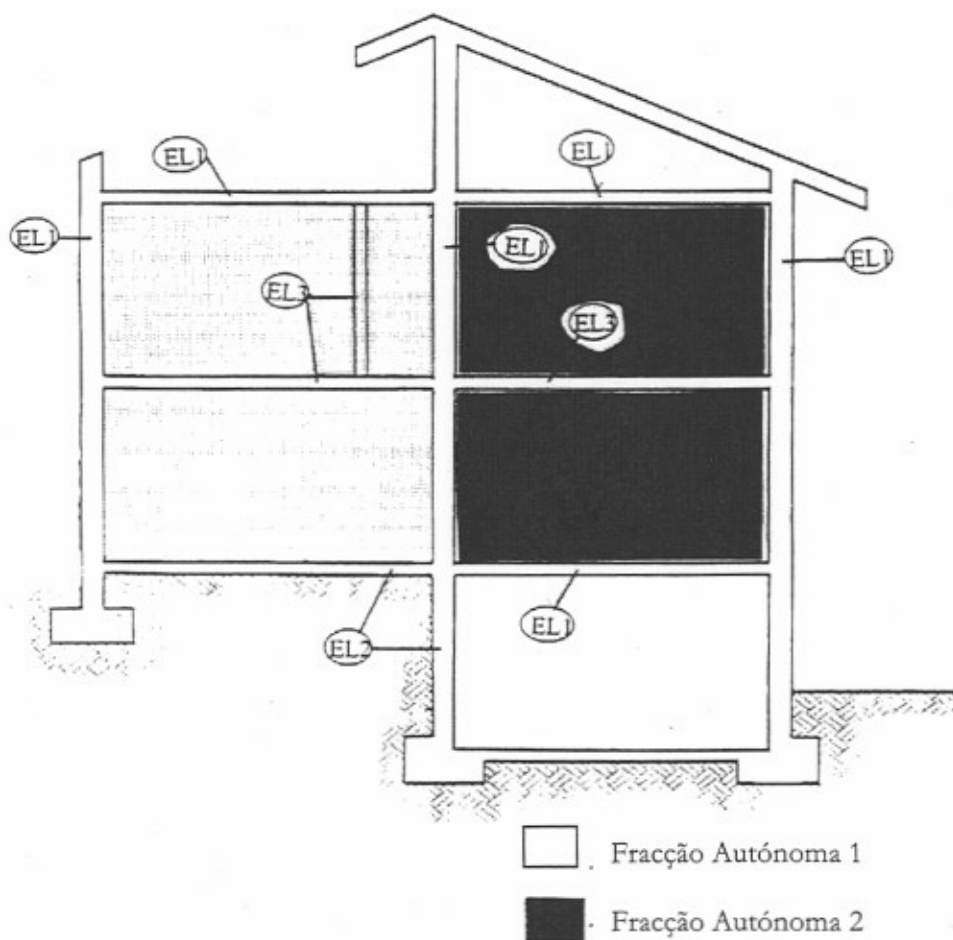 EL1
EL1
EL1
EL1
EL1
EL3
EL3
EL1
EL2
Fracção Autónoma 1
Fracção Autónoma 2